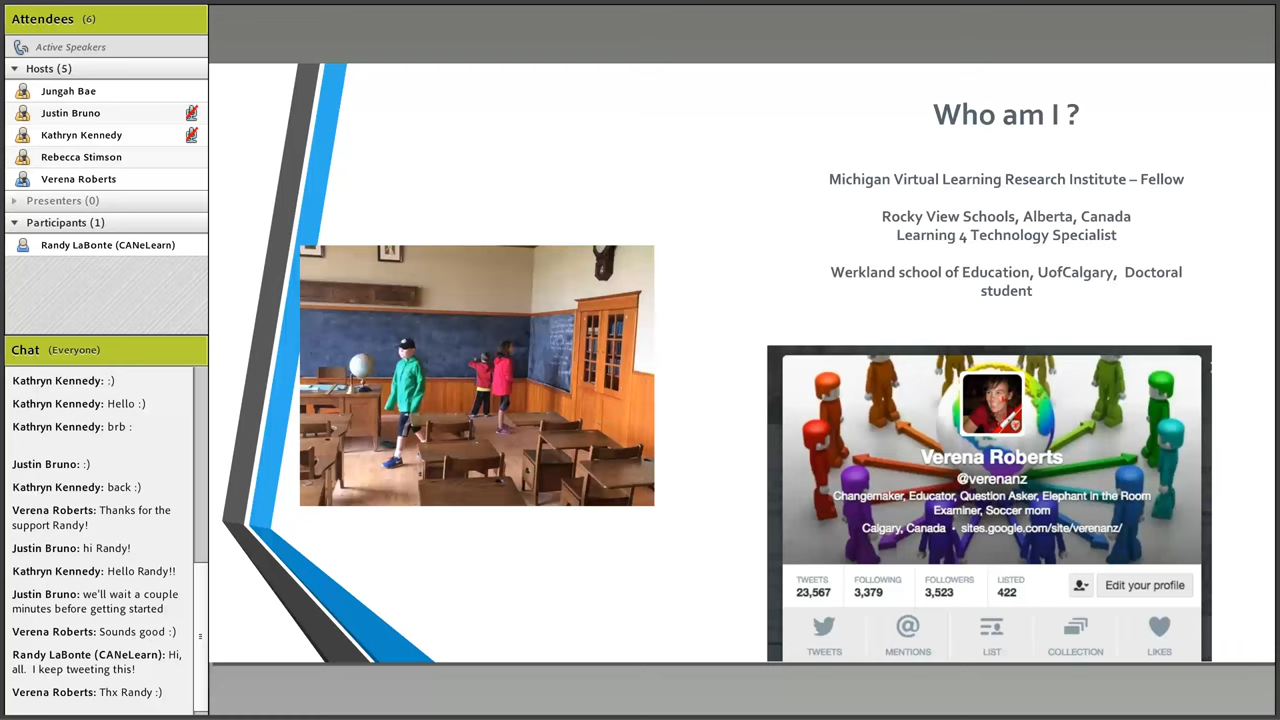 Attendees (6)
Active Speakers
Hosts (5)
Jungah Bae
Justin Bruno
Kathryn Kennedy
Rebecca Stimson
Verena Roberts
Presenters (0)
Participants (1)
Randy LaBonte (CANeLearn)
Chat (Everyone)
Kathryn Kennedy: :)
Kathryn Kennedy: Hello :)
Kathryn Kennedy: brb :
Justin Bruno: :)
Kathryn Kennedy: back :)
Verena Roberts: Thanks for the
support Randy!
Justin Bruno: hi Randy!
Kathryn Kennedy: Hello Randy!!
Justin Bruno: we'll wait a couple
minutes before getting started
Verena Roberts: Sounds good :)
Randy LaBonte (CANeLearn): Hi,
all. I keep tweeting this!
Verena Roberts: Thx Randy :)
Who am I ?
Michigan Virtual Learning Research Institute – Fellow
Rocky View Schools, Alberta, Canada
Learning 4 Technology Specialist
Werkland school of Education, UofCalgary, Doctoral
student
Verena Roberts
@verenanz
Changemaker, Educator, Question Asker, Elephant in the Room
Examiner, Soccer mom
Calgary, Canada • sites.google.com/site/verenanz/
TWEETS FOLLOWING FOLLOWERS LISTED
23,567 3,379 3,523 422
Edit your profile
TWEETS MENTIONS LIST COLLECTION LIKES